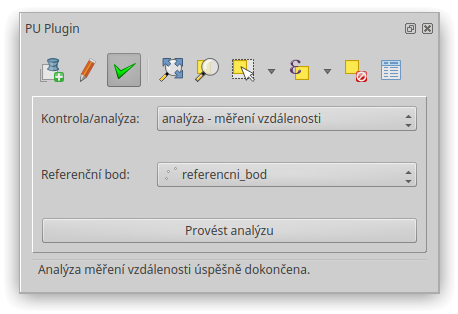 PU Plugin
Kontrola/analýza: analýza - měření vzdálenosti
Referenční bod: referencni_bod
Provést analýzu
Analýza měření vzdálenosti úspěšně dokončena.